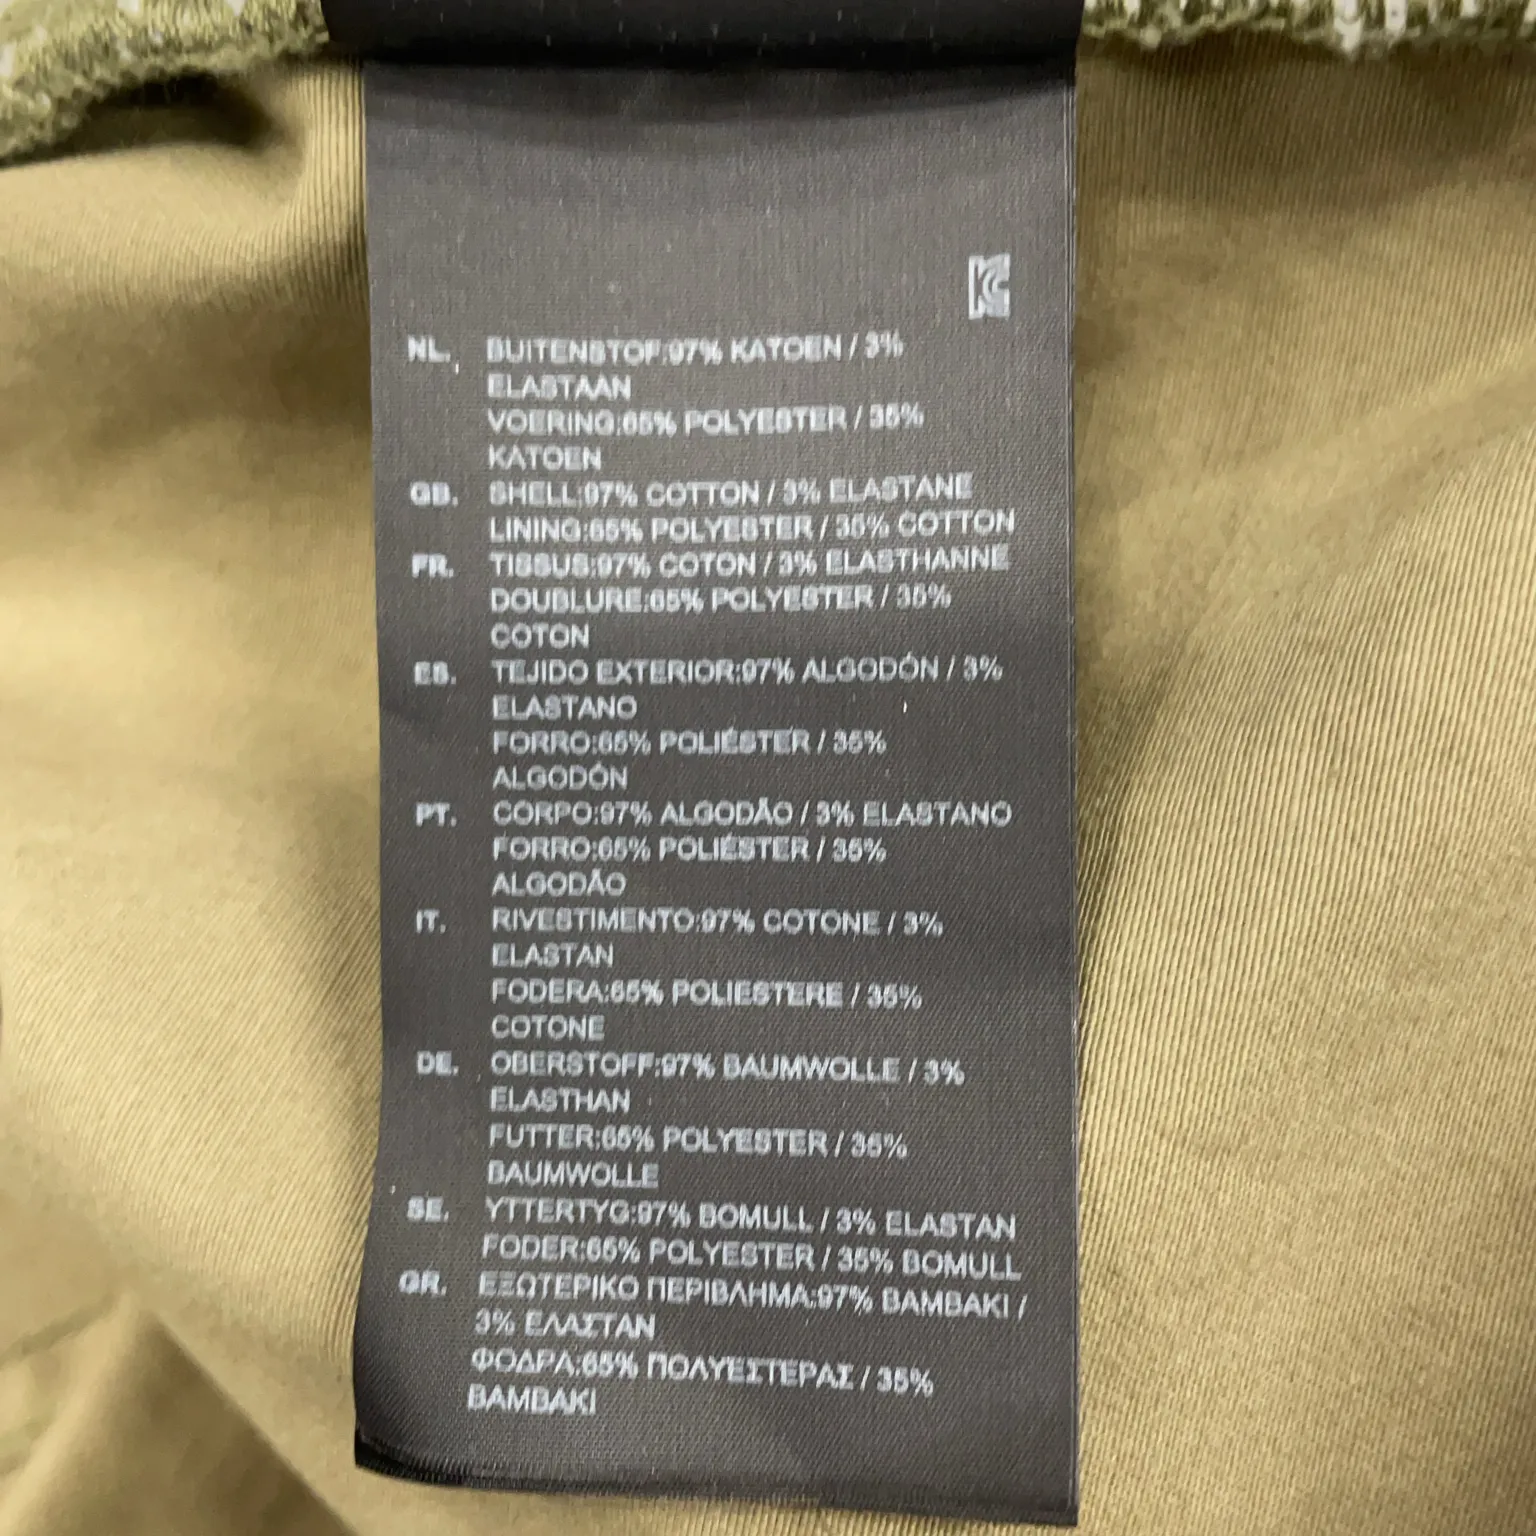 NL. BUITENSTOF:97% KATOEN / 3%
ELASTAAN
VOERING:65% POLYESTER / 35%
KATOEN
GB. SHELL:97% COTTON / 3% ELASTANE
LINING:65% POLYESTER / 35% COTTON
FR. TISSUS:97% COTON / 3% ELASTHANNE
DOUBLURE:65% POLYESTER / 35%
COTON
ES. TEJIDO EXTERIOR:97% ALGODÓN / 3%
ELASTANO
FORRO:65% POLIÉSTER / 35%
ALGODÓN
PT. CORPO:97% ALGODÃO / 3% ELASTANO
FORRO:65% POLIÉSTER / 35%
ALGODÃO
IT. RIVESTIMENTO:97% COTONE / 3%
ELASTAN
FODERA:65% POLIESTERE / 35%
COTONE
DE. OBERSTOFF:97% BAUMWOLLE / 3%
ELASTHAN
FUTTER:65% POLYESTER / 35%
BAUMWOLLE
SE. YTTERTYG:97% BOMULL / 3% ELASTAN
FODER:65% POLYESTER / 35% BOMULL
GR. ΕΞΩΤΕΡΙΚΟ ΠΕΡΙΒΛΗΜΑ:97% ΒΑΜΒΑΚΙ /
3% ΕΛΑΣΤΑΝ
ΦΟΔΡΑ:65% ΠΟΛΥΕΣΤΕΡΑΣ / 35%
ΒΑΜΒΑΚΙ